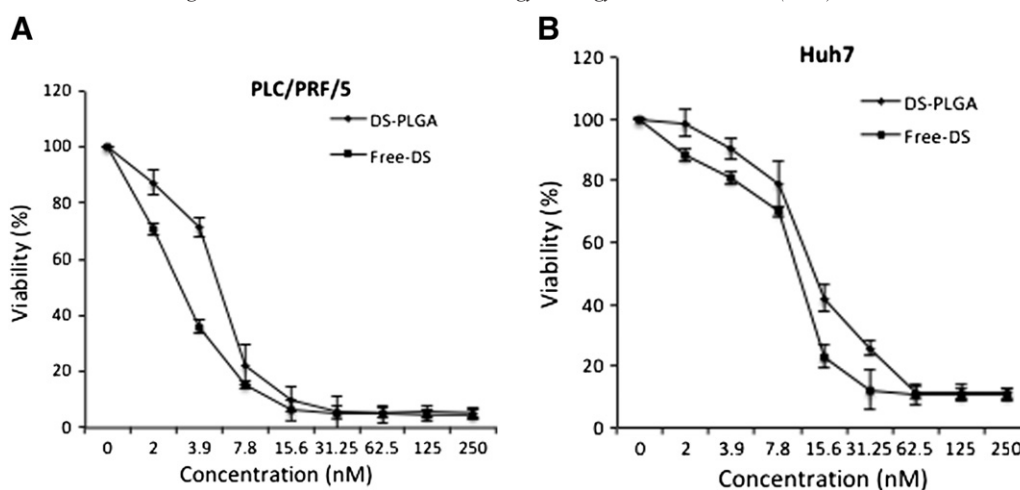 A
PLC/PRF/5
DS-PLGA
Free-DS
120
100
80
60
40
20
0
Viability (%)
0 2 3.9 7.8 15.6 31.25 62.5 125 250
Concentration (nM)
B
Huh7
DS-PLGA
Free-DS
120
100
80
60
40
20
0
Viability (%)
0 2 3.9 7.8 15.6 31.25 62.5 125 250
Concentration (nM)